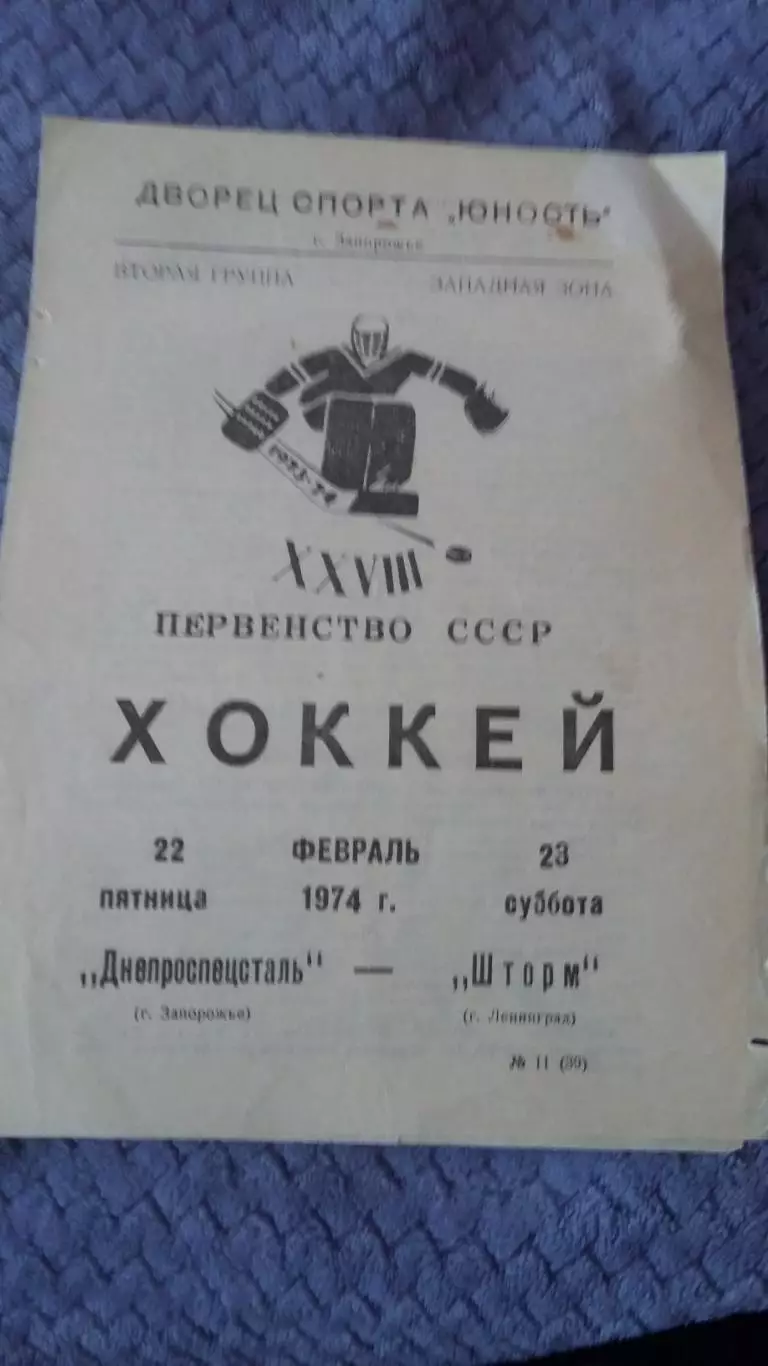 ДВОРЕЦ СПОРТА „ЮНОСТЬ"
г. Запорожье
ВТОРАЯ ГРУППА ЗАПАДНАЯ ЗОНА
1973-74
XXVIII
ПЕРВЕНСТВО СССР
ХОККЕЙ
22 ФЕВРАЛЬ 23
пятница 1974 г. суббота
„Днепроспецсталь" — „Шторм"
(г. Запорожье) (г. Ленинград)
№ 11 (39)